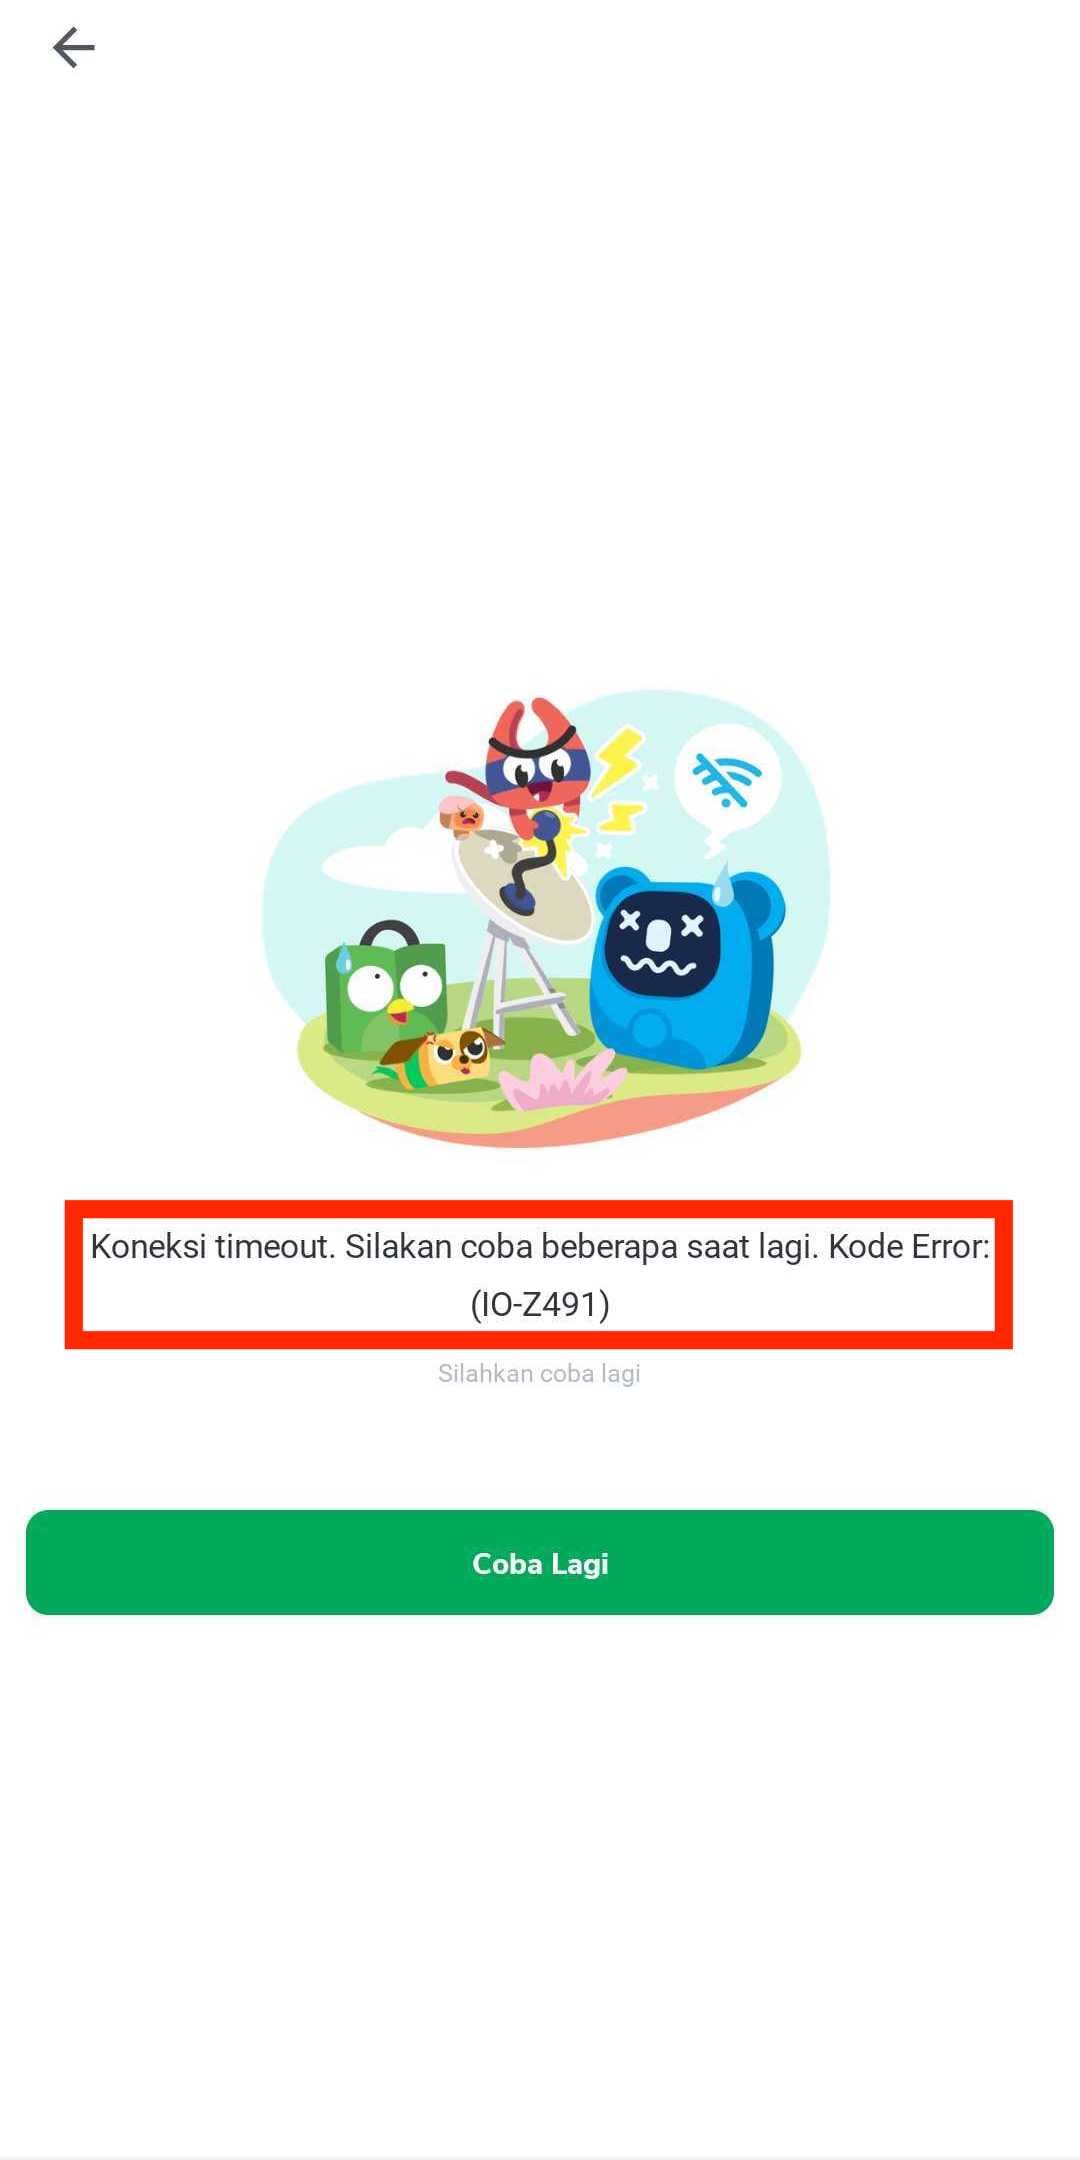 Koneksi timeout. Silakan coba beberapa saat lagi. Kode Error:
(IO-Z491)
Silahkan coba lagi
Coba Lagi